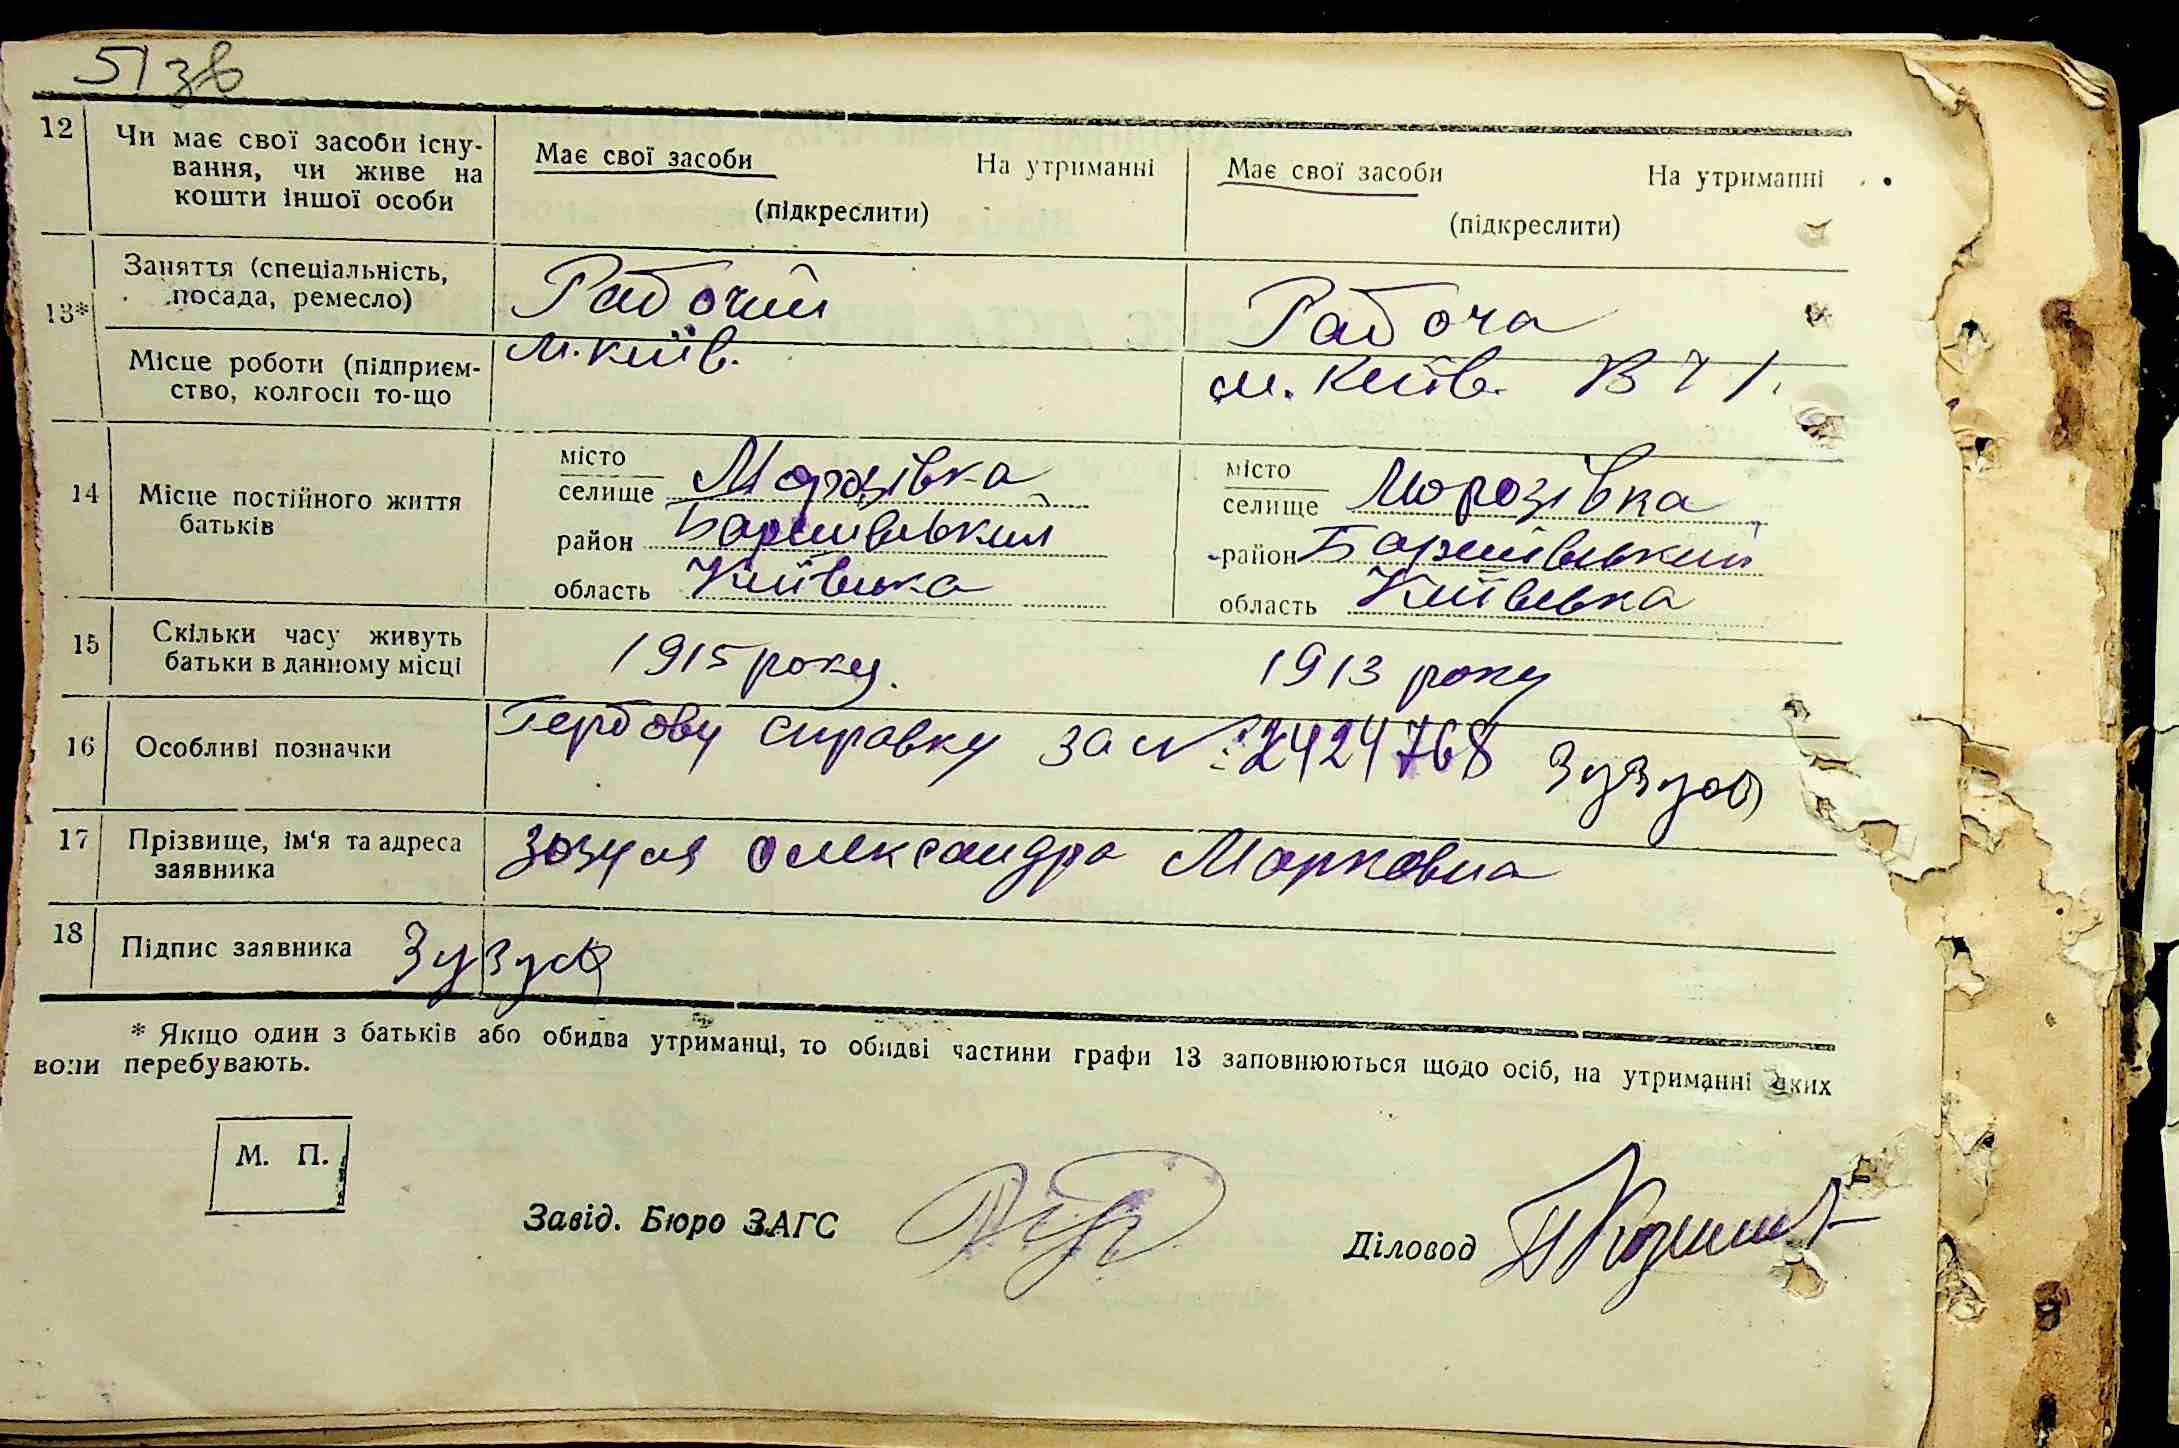 5138
12 Чи має свої засоби існу-
вання, чи живе на
кошти іншої особи
Має свої засоби На утриманні
(підкреслити)
Має свої засоби На утриманні
(підкреслити)
13* Заняття (спеціальність,
посада, ремесло)
Рабочий
Рабоча
Місце роботи (підприєм-
ство, колгосп то-що
м. Київ.
м. Київ.
14 Місце постійного життя
батьків
місто
селище Морозівка
район Баришівський
область Київська
місто
селище Морозівка
район Баришівський
область Київська
15 Скільки часу живуть
батьки в данному місці
1915 року.
1913 року
16 Особливі позначки
Гербову справку за № 2424768 Зузуля
17 Прізвище, ім'я та адреса
заявника
Зозуля Олександра Марковна
18 Підпис заявника Зузуля
* Якщо один з батьків або обидва утриманці, то обидві частини графи 13 заповнюються щодо осіб, на утриманні яких
вони перебувають.
М. П.
Завід. Бюро ЗАГС
Діловод